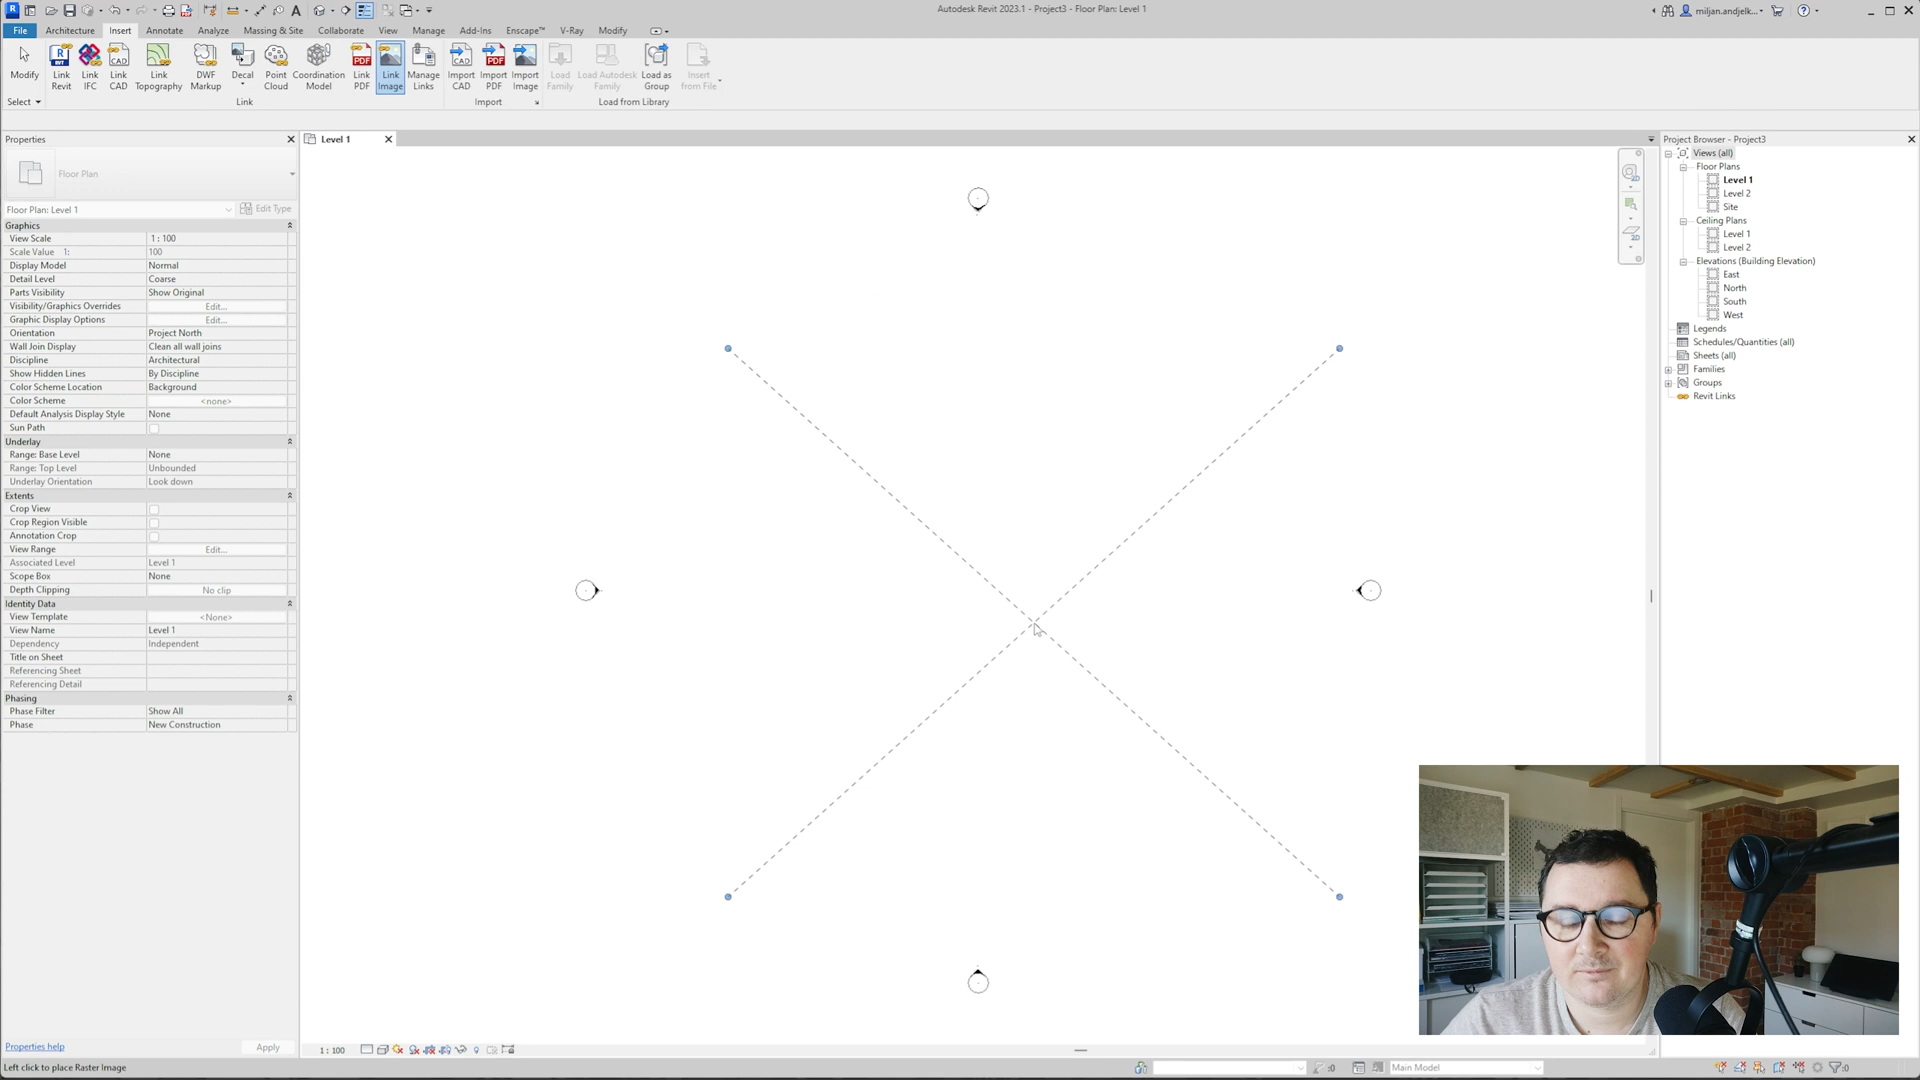 Autodesk Revit 2023.1 - Project3 - Floor Plan: Level 1
miljan.andjelk...
File Architecture Insert Annotate Analyze Massing & Site Collaborate View Manage Add-Ins Enscape™ V-Ray Modify
Modify
Link Revit
Link IFC
Link CAD
Link Topography
DWF Markup
Decal
Point Cloud
Coordination Model
Link PDF
Link Image
Manage Links
Import CAD
Import PDF
Import Image
Load Family
Load Autodesk Family
Load as Group
Insert from File
Select Link Import Load from Library
Properties
Floor Plan
Floor Plan: Level 1 Edit Type
Graphics
View Scale 1 : 100
Scale Value 1: 100
Display Model Normal
Detail Level Coarse
Parts Visibility Show Original
Visibility/Graphics Overrides Edit...
Graphic Display Options Edit...
Orientation Project North
Wall Join Display Clean all wall joins
Discipline Architectural
Show Hidden Lines By Discipline
Color Scheme Location Background
Color Scheme <none>
Default Analysis Display Style None
Sun Path
Underlay
Range: Base Level None
Range: Top Level Unbounded
Underlay Orientation Look down
Extents
Crop View
Crop Region Visible
Annotation Crop
View Range Edit...
Associated Level Level 1
Scope Box None
Depth Clipping No clip
Identity Data
View Template <None>
View Name Level 1
Dependency Independent
Title on Sheet
Referencing Sheet
Referencing Detail
Phasing
Phase Filter Show All
Phase New Construction
Properties help Apply
Level 1
2D
2D
Project Browser - Project3
Views (all)
Floor Plans
Level 1
Level 2
Site
Ceiling Plans
Level 1
Level 2
Elevations (Building Elevation)
East
North
South
West
Legends
Schedules/Quantities (all)
Sheets (all)
Families
Groups
Revit Links
1 : 100
Left click to place Raster Image
:0
Main Model
:0